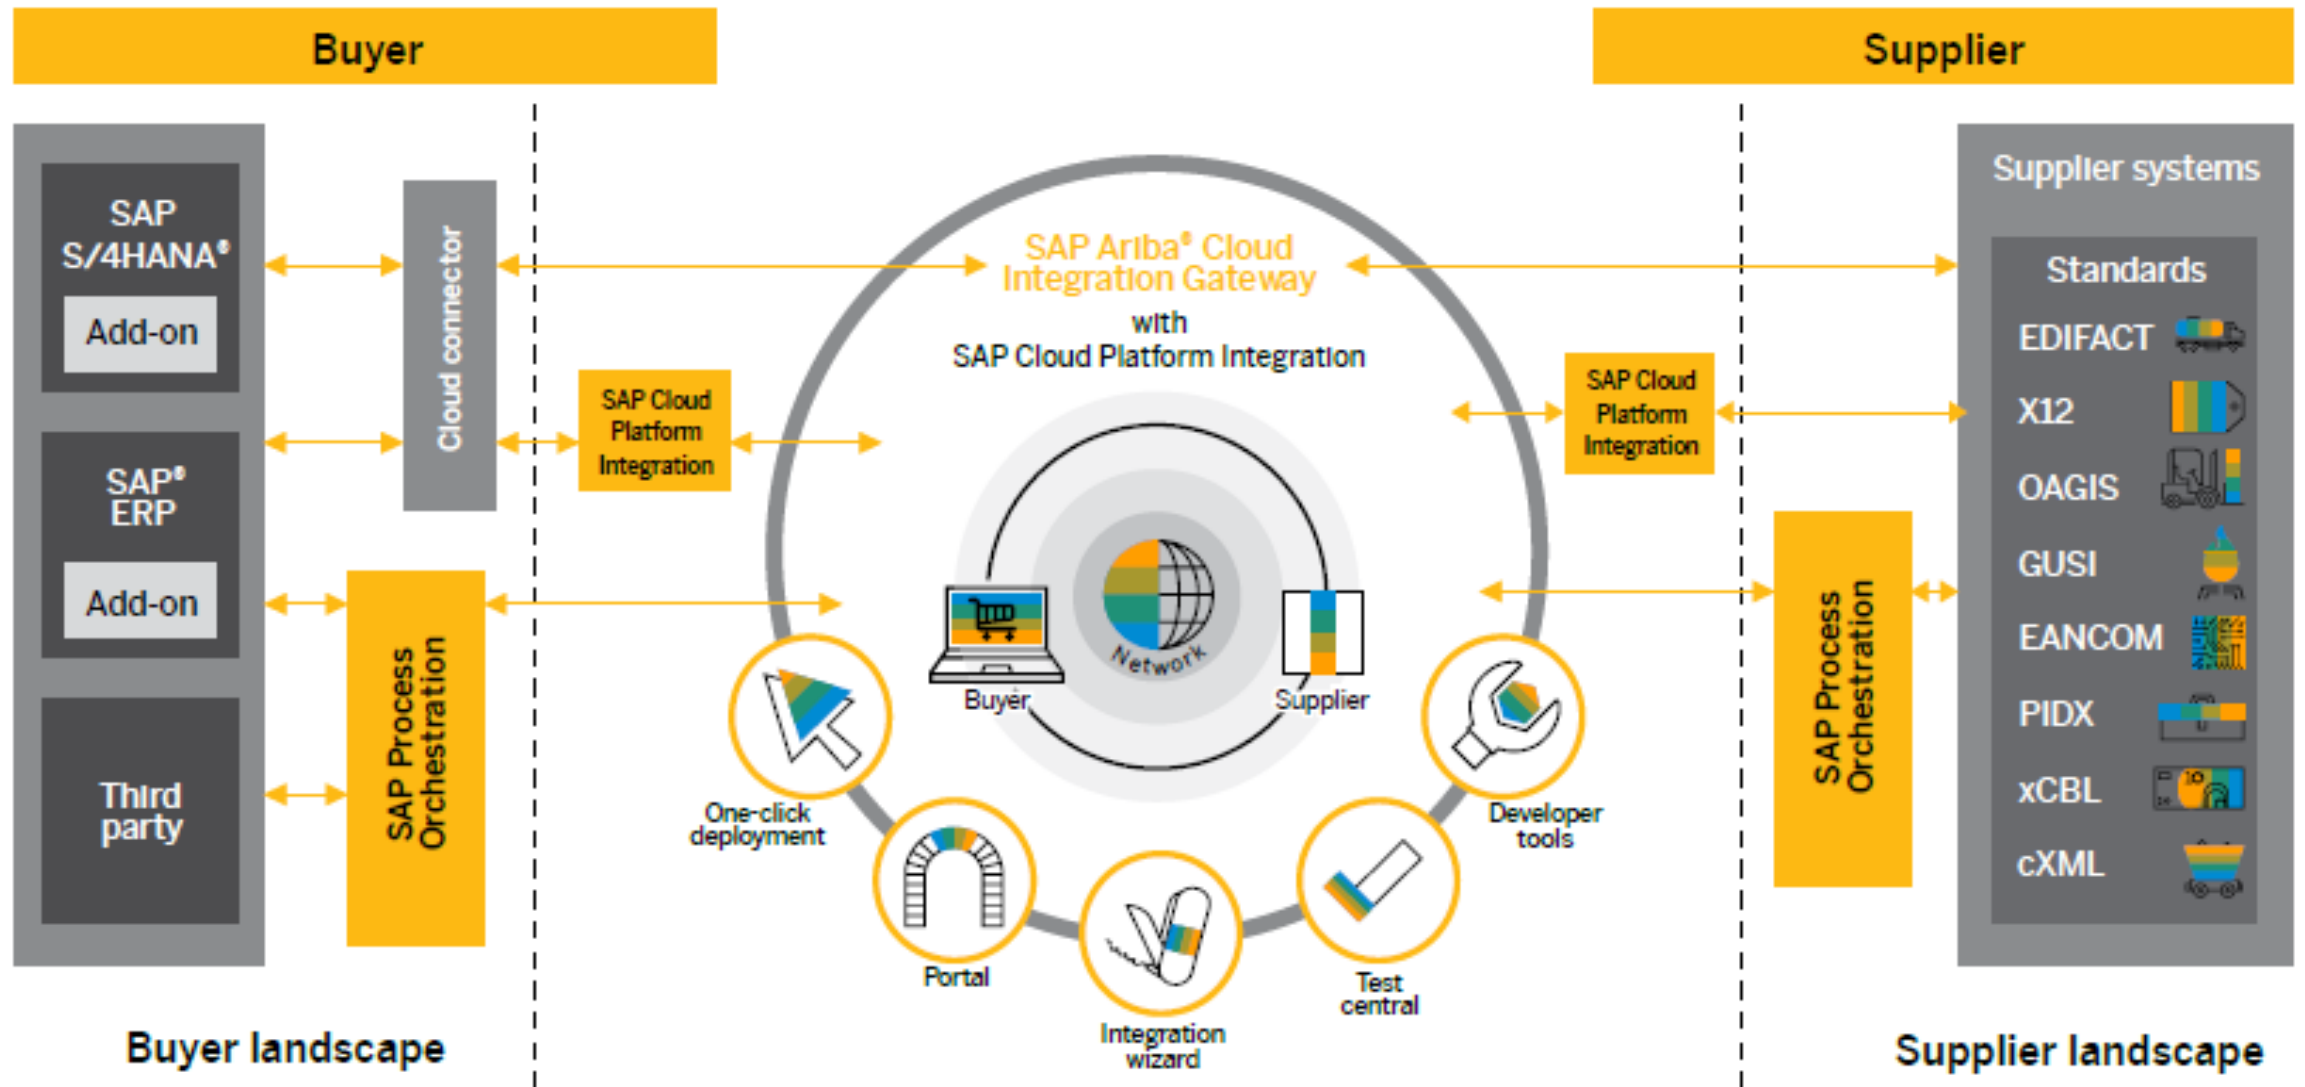 Buyer
Supplier
SAP
S/4HANA®
Add-on
SAP®
ERP
Add-on
Third
party
Cloud connector
SAP Process
Orchestration
SAP Cloud
Platform
Integration
SAP Ariba® Cloud
Integration Gateway
with
SAP Cloud Platform Integration
Network
Buyer
Supplier
One-click
deployment
Portal
Integration
wizard
Test
central
Developer
tools
SAP Cloud
Platform
Integration
SAP Process
Orchestration
Supplier systems
Standards
EDIFACT
X12
OAGIS
GUSI
EANCOM
PIDX
xCBL
10
cXML
Buyer landscape
Supplier landscape